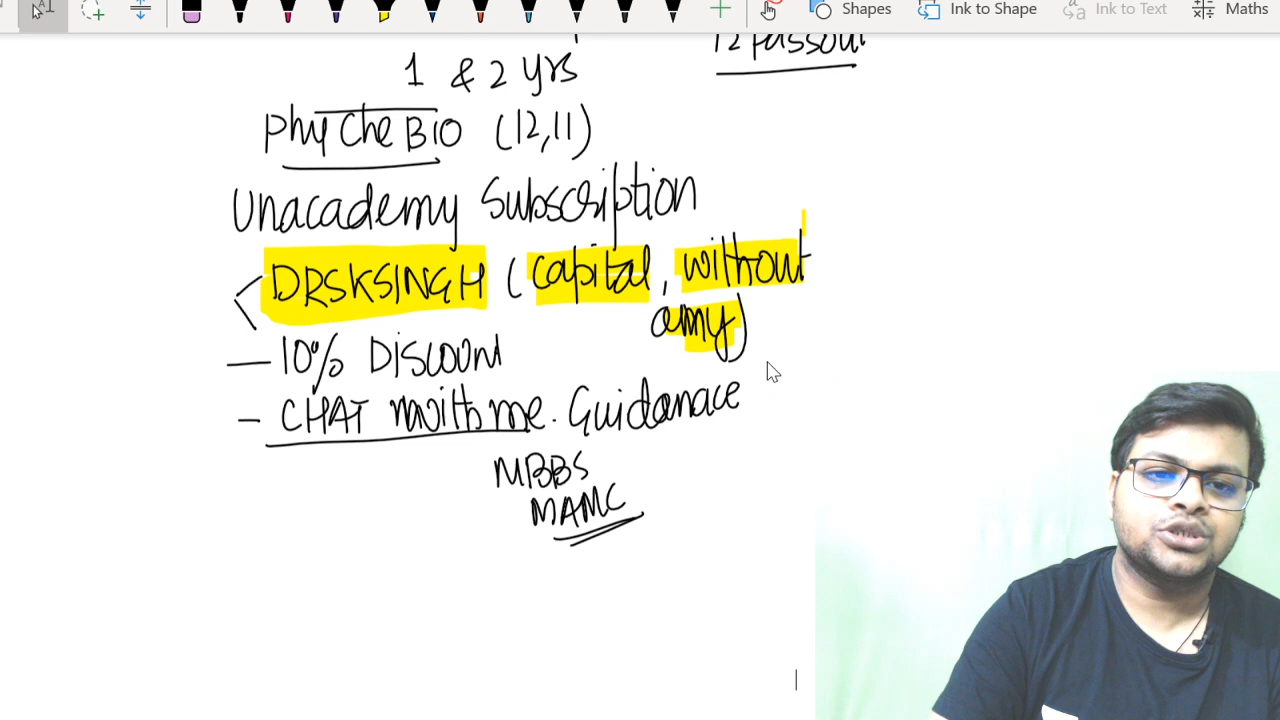 Shapes Ink to Shape Ink to Text Maths
12 Passout
1 & 2 yrs
Phy Che BIO (12,11)
Unacademy Subscription
DRSKSINGH (capital, without
any)
— 10% Discount
- CHAT with me. Guidanace
MBBS
MAMC